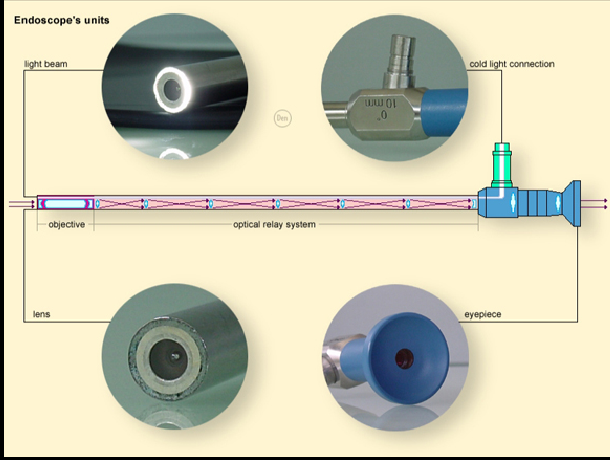 Endoscope's units
light beam
cold light connection
0°
10 mm
objective
optical relay system
lens
eyepiece